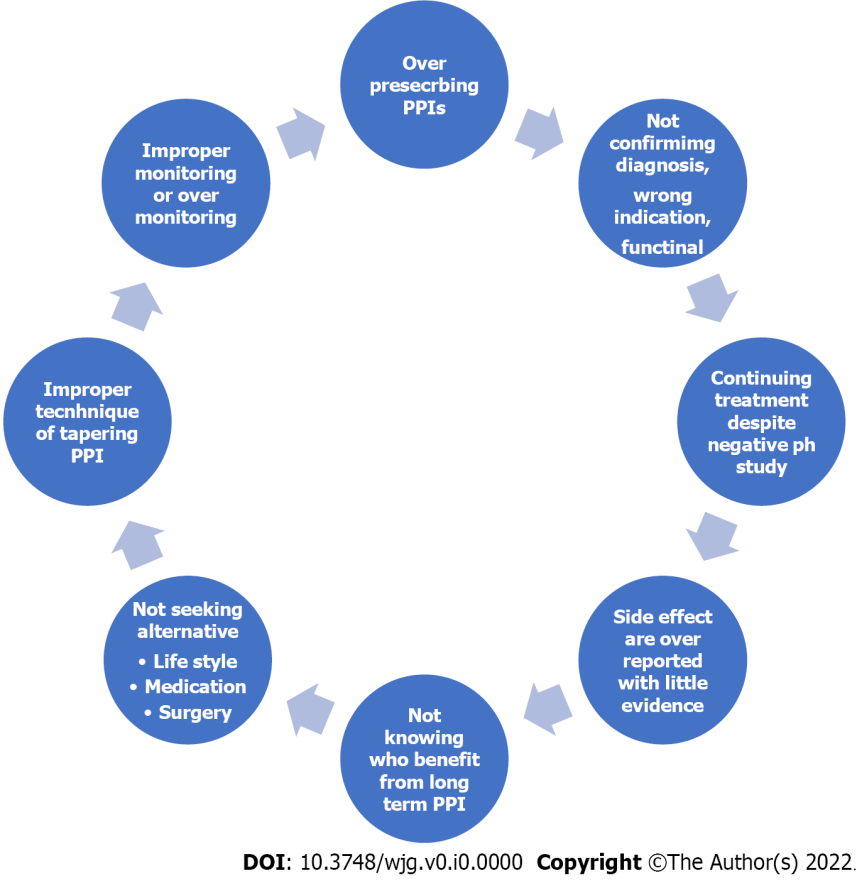 Over
presecrbing
PPIs
Not
confirmimg
diagnosis,
wrong
indication,
functinal
Continuing
treatment
despite
negative ph
study
Side effect
are over
reported
with little
evidence
Not
knowing
who benefit
from long
term PPI
Not seeking
alternative
• Life style
• Medication
• Surgery
Improper
tecnhnique
of tapering
PPI
Improper
monitoring
or over
monitoring
DOI: 10.3748/wjg.v0.i0.0000 Copyright ©The Author(s) 2022.